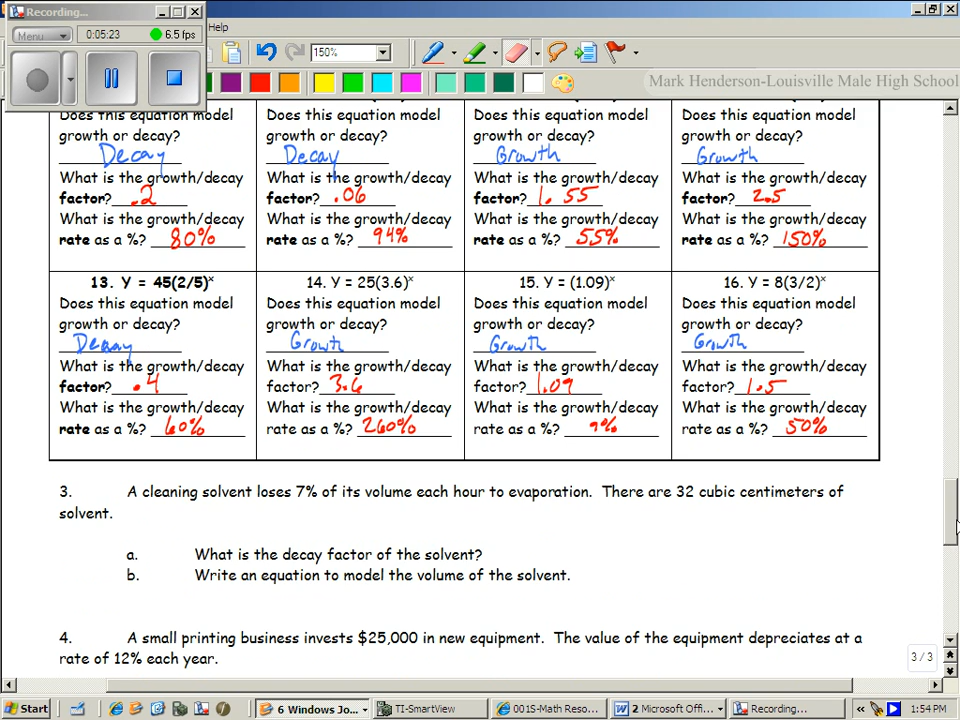 Recording...
Menu
0:05:23
6.5 fps
Help
150%
Mark Henderson-Louisville Male High School
Does this equation model
growth or decay?
Decay
What is the growth/decay
factor? .2
What is the growth/decay
rate as a %? 80%
Does this equation model
growth or decay?
Decay
What is the growth/decay
factor? .06
What is the growth/decay
rate as a %? 94%
Does this equation model
growth or decay?
Growth
What is the growth/decay
factor? 1.55
What is the growth/decay
rate as a %? 55%
Does this equation model
growth or decay?
Growth
What is the growth/decay
factor? 2.5
What is the growth/decay
rate as a %? 150%
13. Y = 45(2/5)ˣ
Does this equation model
growth or decay?
Decay
What is the growth/decay
factor? .4
What is the growth/decay
rate as a %? 60%
14. Y = 25(3.6)ˣ
Does this equation model
growth or decay?
Growth
What is the growth/decay
factor? 3.6
What is the growth/decay
rate as a %? 260%
15. Y = (1.09)ˣ
Does this equation model
growth or decay?
Growth
What is the growth/decay
factor? 1.09
What is the growth/decay
rate as a %? 9%
16. Y = 8(3/2)ˣ
Does this equation model
growth or decay?
Growth
What is the growth/decay
factor? 1.5
What is the growth/decay
rate as a %? 50%
3. A cleaning solvent loses 7% of its volume each hour to evaporation. There are 32 cubic centimeters of
solvent.
a. What is the decay factor of the solvent?
b. Write an equation to model the volume of the solvent.
4. A small printing business invests $25,000 in new equipment. The value of the equipment depreciates at a
rate of 12% each year.
3 / 3
Start
6 Windows Jo...
TI-SmartView
001S-Math Reso...
2 Microsoft Offi...
Recording...
1:54 PM